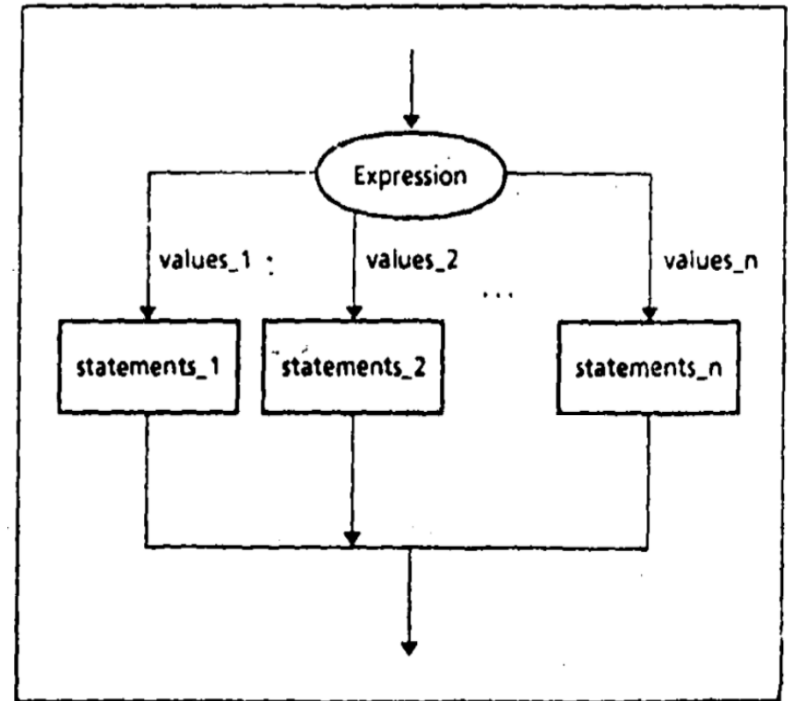 Expression
values_1 :
values_2
...
values_n
statements_1
statements_2
statements_n